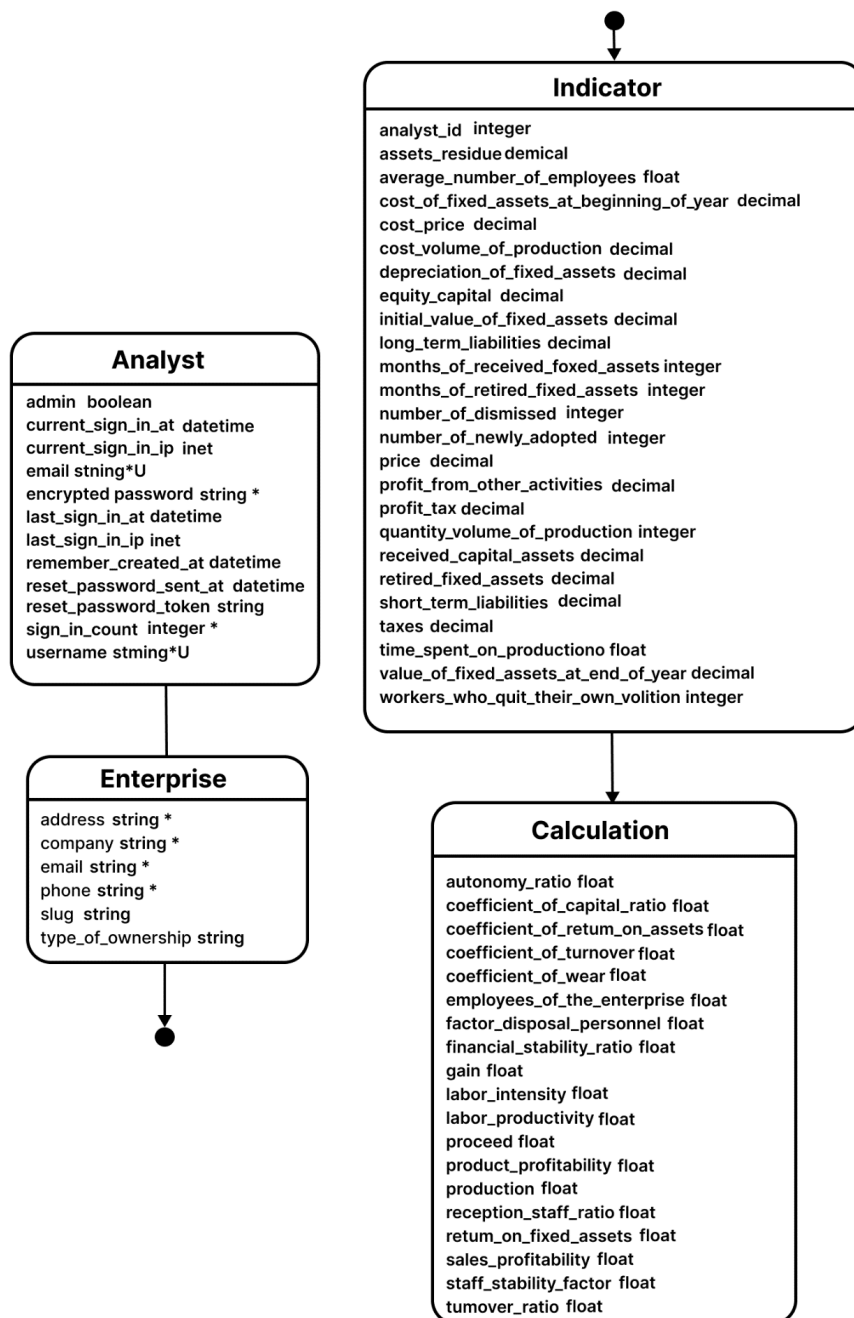 Indicator
analyst_id integer
assets_residue demical
average_number_of_employees float
cost_of_fixed_assets_at_beginning_of_year decimal
cost_price decimal
cost_volume_of_production decimal
depreciation_of_fixed_assets decimal
equity_capital decimal
initial_value_of_fixed_assets decimal
long_term_liabilities decimal
months_of_received_foxed_assets integer
months_of_retired_fixed_assets integer
number_of_dismissed integer
number_of_newly_adopted integer
price decimal
profit_from_other_activities decimal
profit_tax decimal
quantity_volume_of_production integer
received_capital_assets decimal
retired_fixed_assets decimal
short_term_liabilities decimal
taxes decimal
time_spent_on_productiono float
value_of_fixed_assets_at_end_of_year decimal
workers_who_quit_their_own_volition integer
Analyst
admin boolean
current_sign_in_at datetime
current_sign_in_ip inet
email stning*U
encrypted password string *
last_sign_in_at datetime
last_sign_in_ip inet
remember_created_at datetime
reset_password_sent_at datetime
reset_password_token string
sign_in_count integer *
username stming*U
Enterprise
address string *
company string *
email string *
phone string *
slug string
type_of_ownership string
Calculation
autonomy_ratio float
coefficient_of_capital_ratio float
coefficient_of_retum_on_assets float
coefficient_of_turnover float
coefficient_of_wear float
employees_of_the_enterprise float
factor_disposal_personnel float
financial_stability_ratio float
gain float
labor_intensity float
labor_productivity float
proceed float
product_profitability float
production float
reception_staff_ratio float
retum_on_fixed_assets float
sales_profitability float
staff_stability_factor float
tumover_ratio float